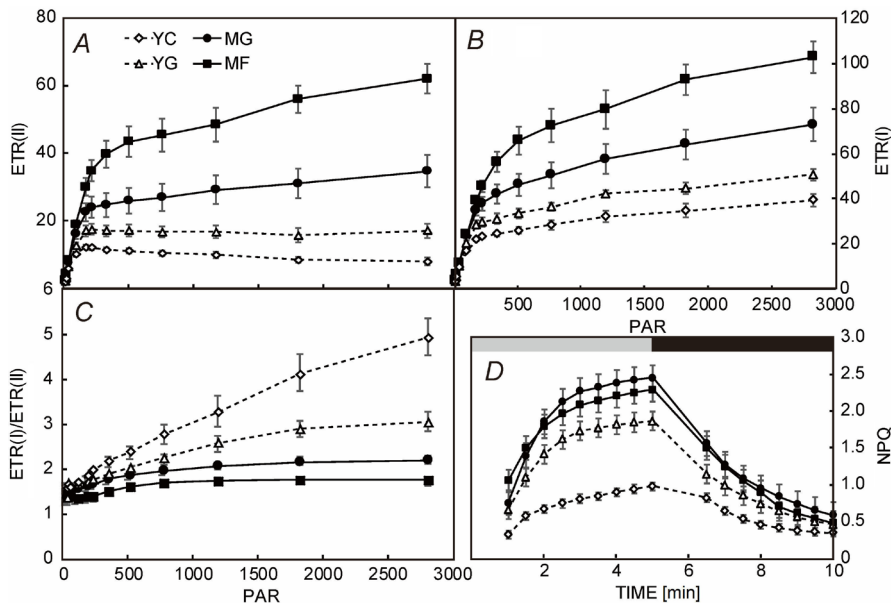 A
YC
MG
YG
MF
80
60
40
20
6
ETR(II)
B
120
100
80
60
40
20
0
ETR(I)
500
1000
1500
2000
2500
3000
PAR
C
5
4
3
2
1
0
ETR(I)/ETR(II)
0
500
1000
1500
2000
2500
3000
PAR
D
3.0
2.5
2.0
1.5
1.0
0.5
0.0
NPQ
2
4
6
8
10
TIME [min]